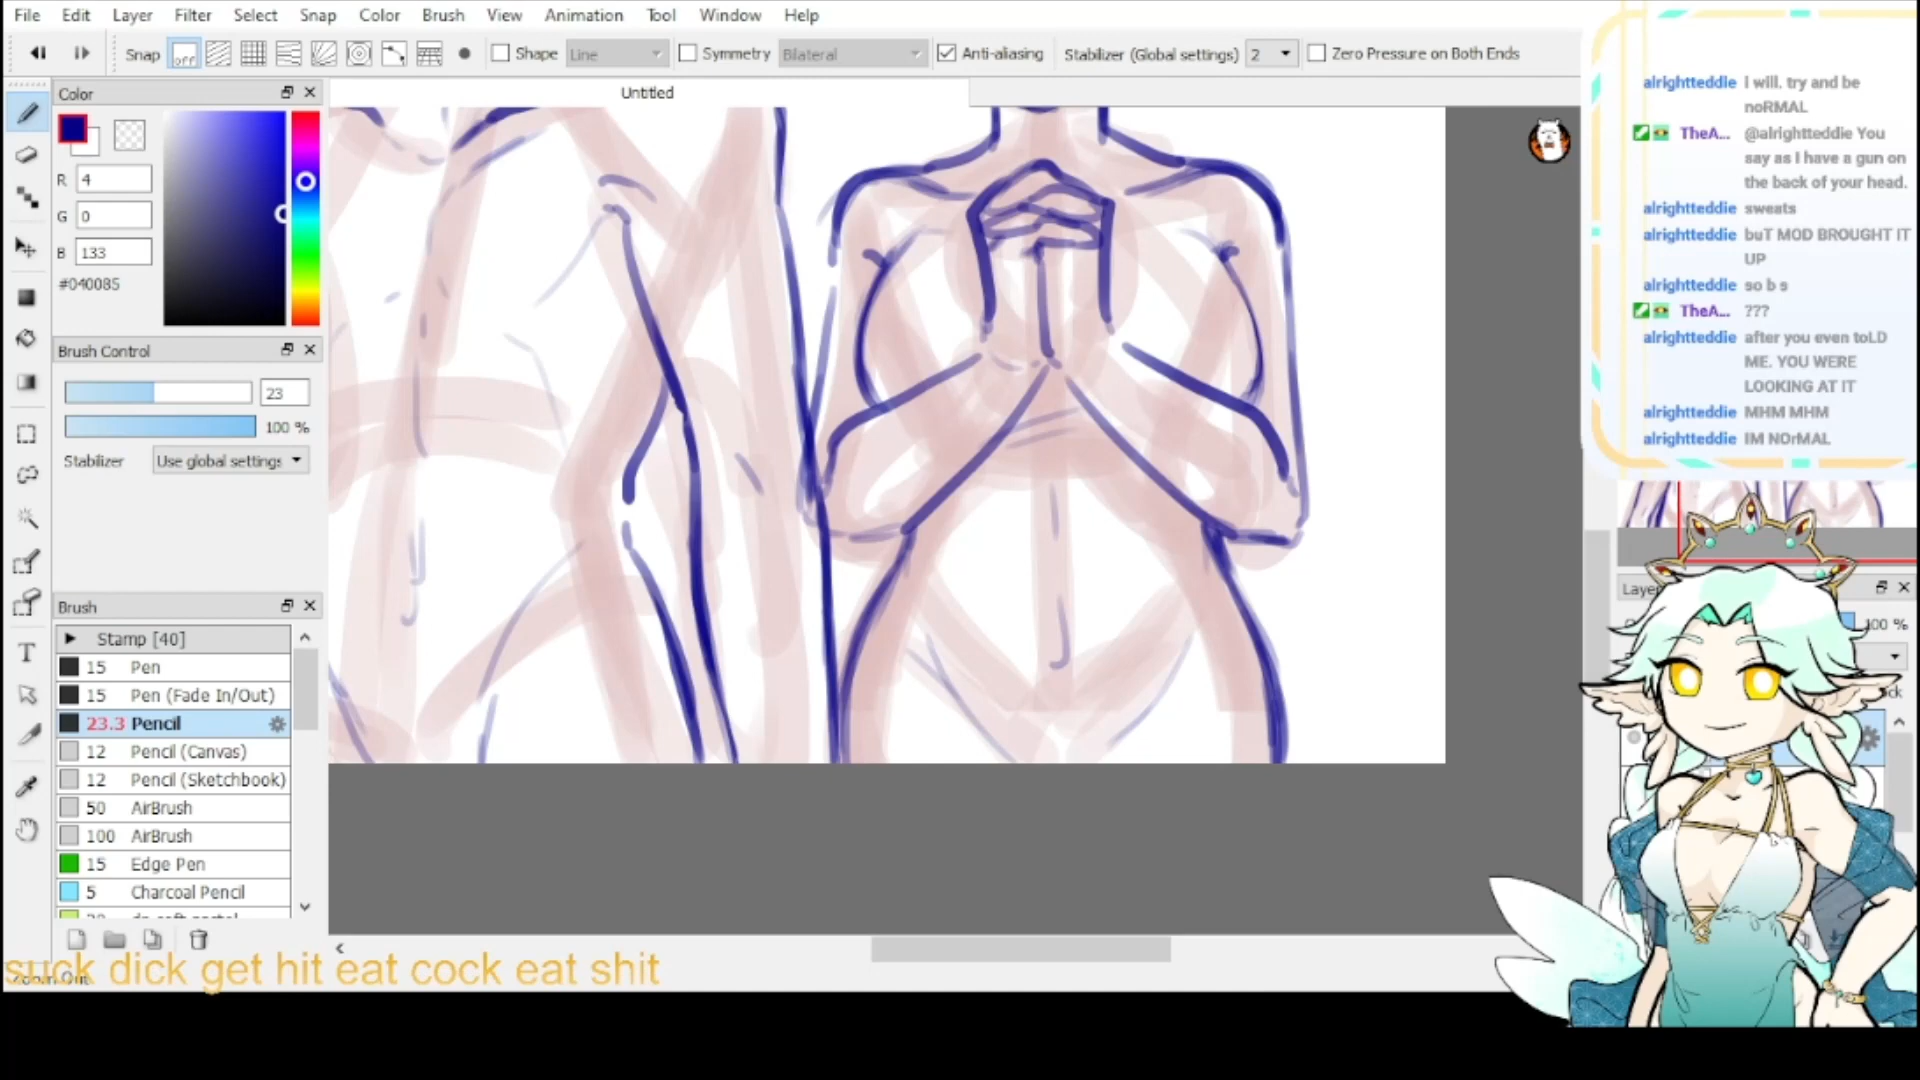 File Edit Layer Filter Select Snap Color Brush View Animation Tool Window Help
Snap off Shape Line Symmetry Bilateral Anti-aliasing Stabilizer (Global settings) 2 Zero Pressure on Both Ends
Color
Untitled
R 4
G 0
B 133
#040085
Brush Control
23
100 %
Stabilizer Use global settings
Brush
Stamp [40]
15 Pen
15 Pen (Fade In/Out)
23.3 Pencil
12 Pencil (Canvas)
12 Pencil (Sketchbook)
50 AirBrush
100 AirBrush
15 Edge Pen
5 Charcoal Pencil
suck dick get hit eat cock eat shit
alrightteddie I will. try and be
noRMAL
TheA... @alrightteddie You
say as I have a gun on
the back of your head.
alrightteddie sweats
alrightteddie buT MOD BROUGHT IT
UP
alrightteddie so b s
TheA... ???
alrightteddie after you even toLD
ME. YOU WERE
LOOKING AT IT
alrightteddie MHM MHM
alrightteddie IM NOrMAL
Laye
100 %
T